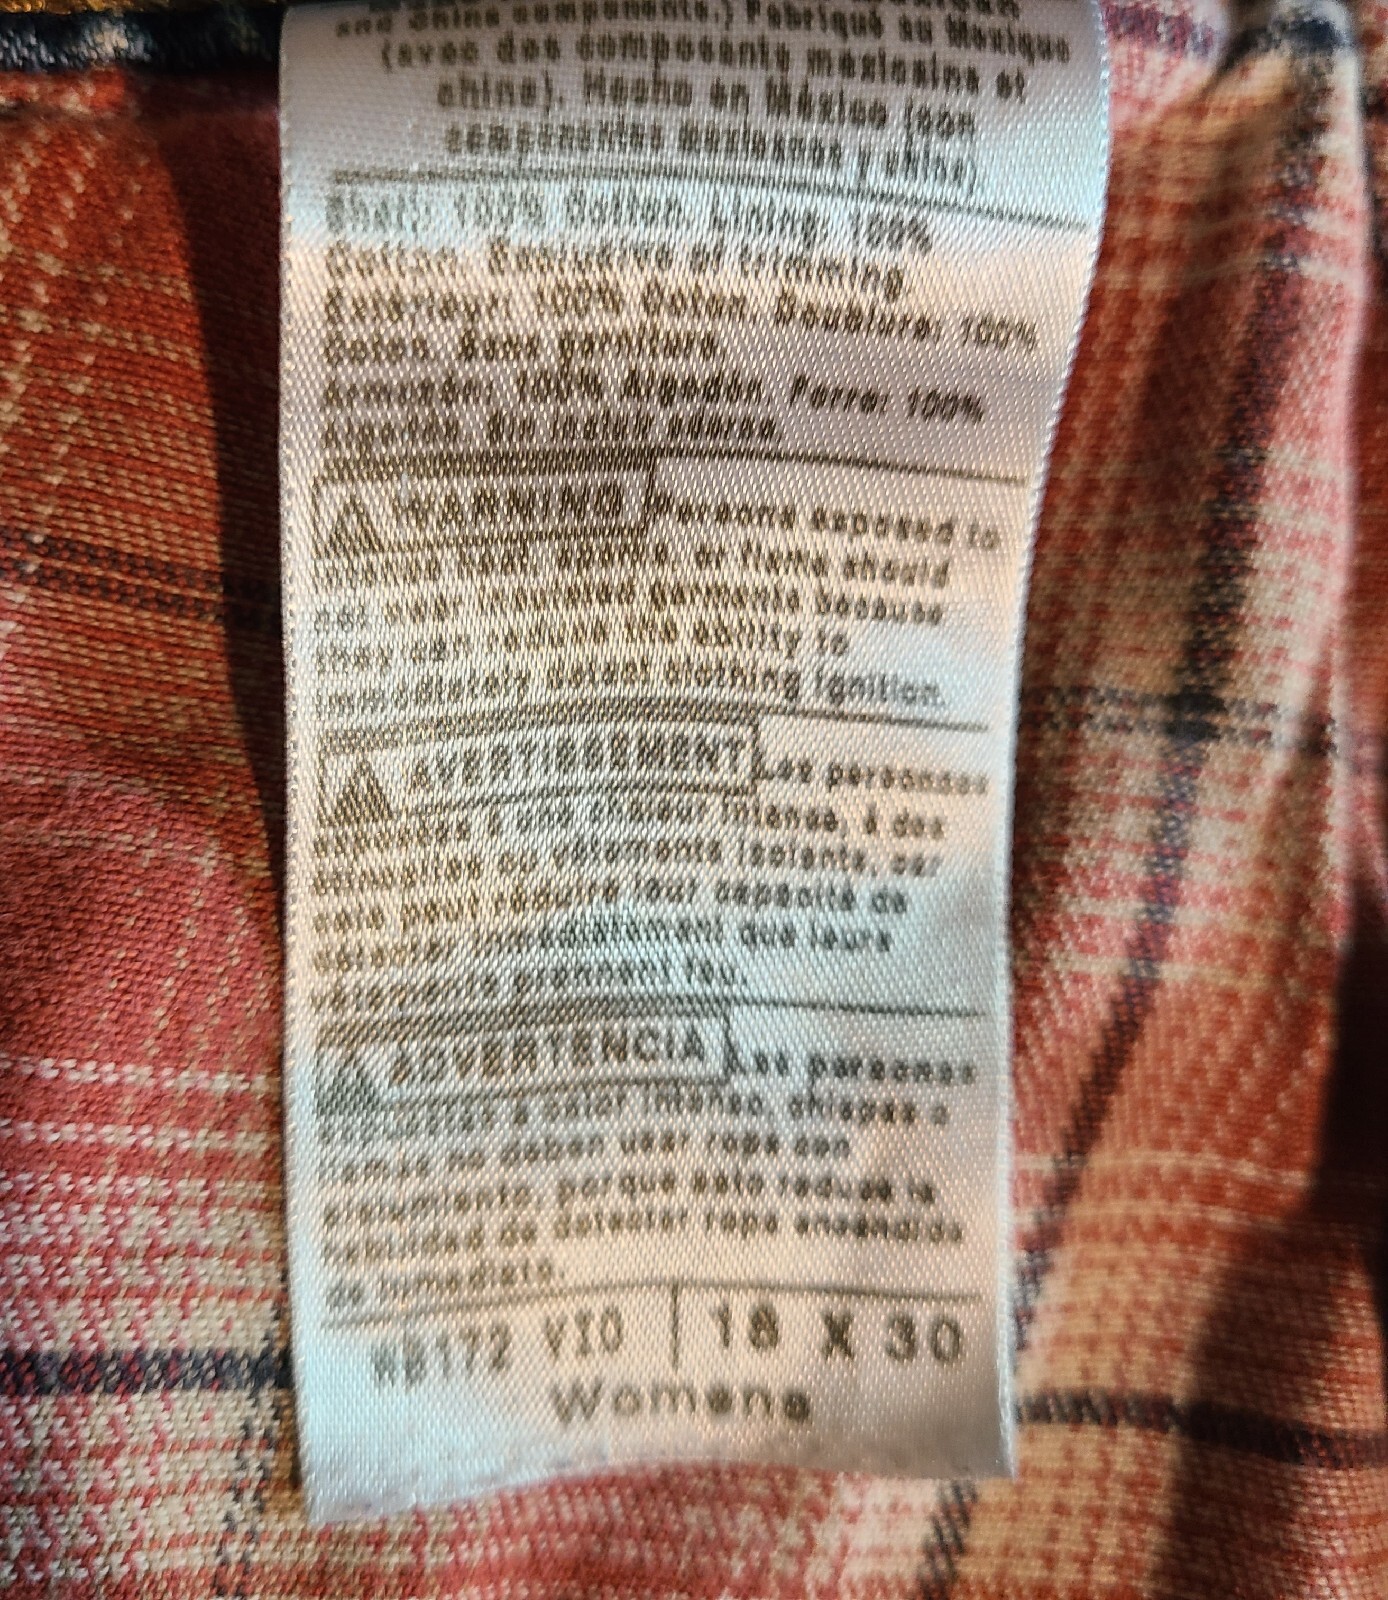 and China components.) Fabriqué au Mexique
(avec des composants mexicains et
chine). Hecho en México (con
componentes mexicanos y china)
Shell: 100% Cotton. Lining: 100%
Cotton. Exclusive of trimming
Exterieur: 100% Coton. Doublure: 100%
Coton. Sans garniture.
Armazón: 100% Algodón. Forro: 100%
Algodón. Sin incluir adorno.
WARNING Persons exposed to
intense heat, sparks, or flame should
not wear insulated garments because
they can reduce the ability to
immediately detect clothing ignition.
AVERTISSEMENT Les personnes
à une chaleur intense, à des
vêtements isolants, car
cela peut réduire leur capacité de
détecter immédiatement que leurs
vêtements prennent feu.
ADVERTENCIA Las personas
expuestas a calor intenso, chispas o
llamas no deben usar ropa con
aislamiento, porque esto reduce la
habilidad de detectar ropa encendida
de inmediato.
172 VIO 18 X 30
Womens